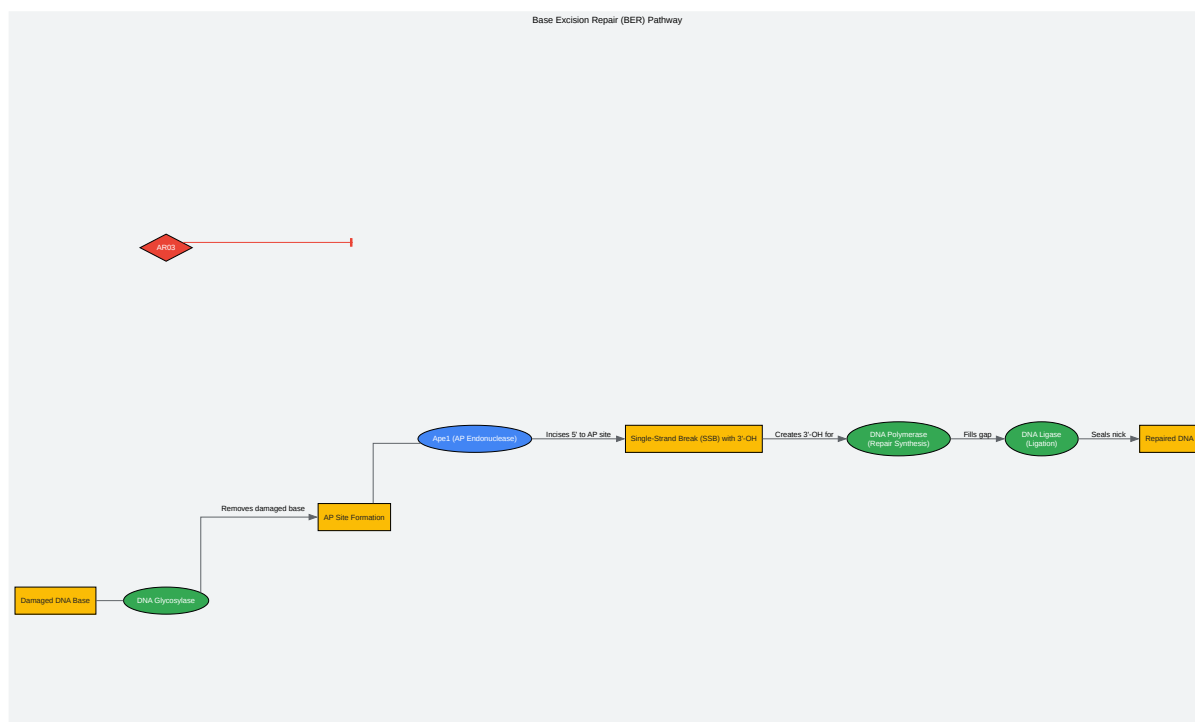 Base Excision Repair (BER) Pathway
AR03
Ape1 (AP Endonuclease)
Incises 5' to AP site
Single-Strand Break (SSB) with 3'-OH
Creates 3'-OH for
DNA Polymerase
(Repair Synthesis)
Fills gap
DNA Ligase
(Ligation)
Seals nick
Repaired DNA
Removes damaged base
AP Site Formation
Damaged DNA Base
DNA Glycosylase